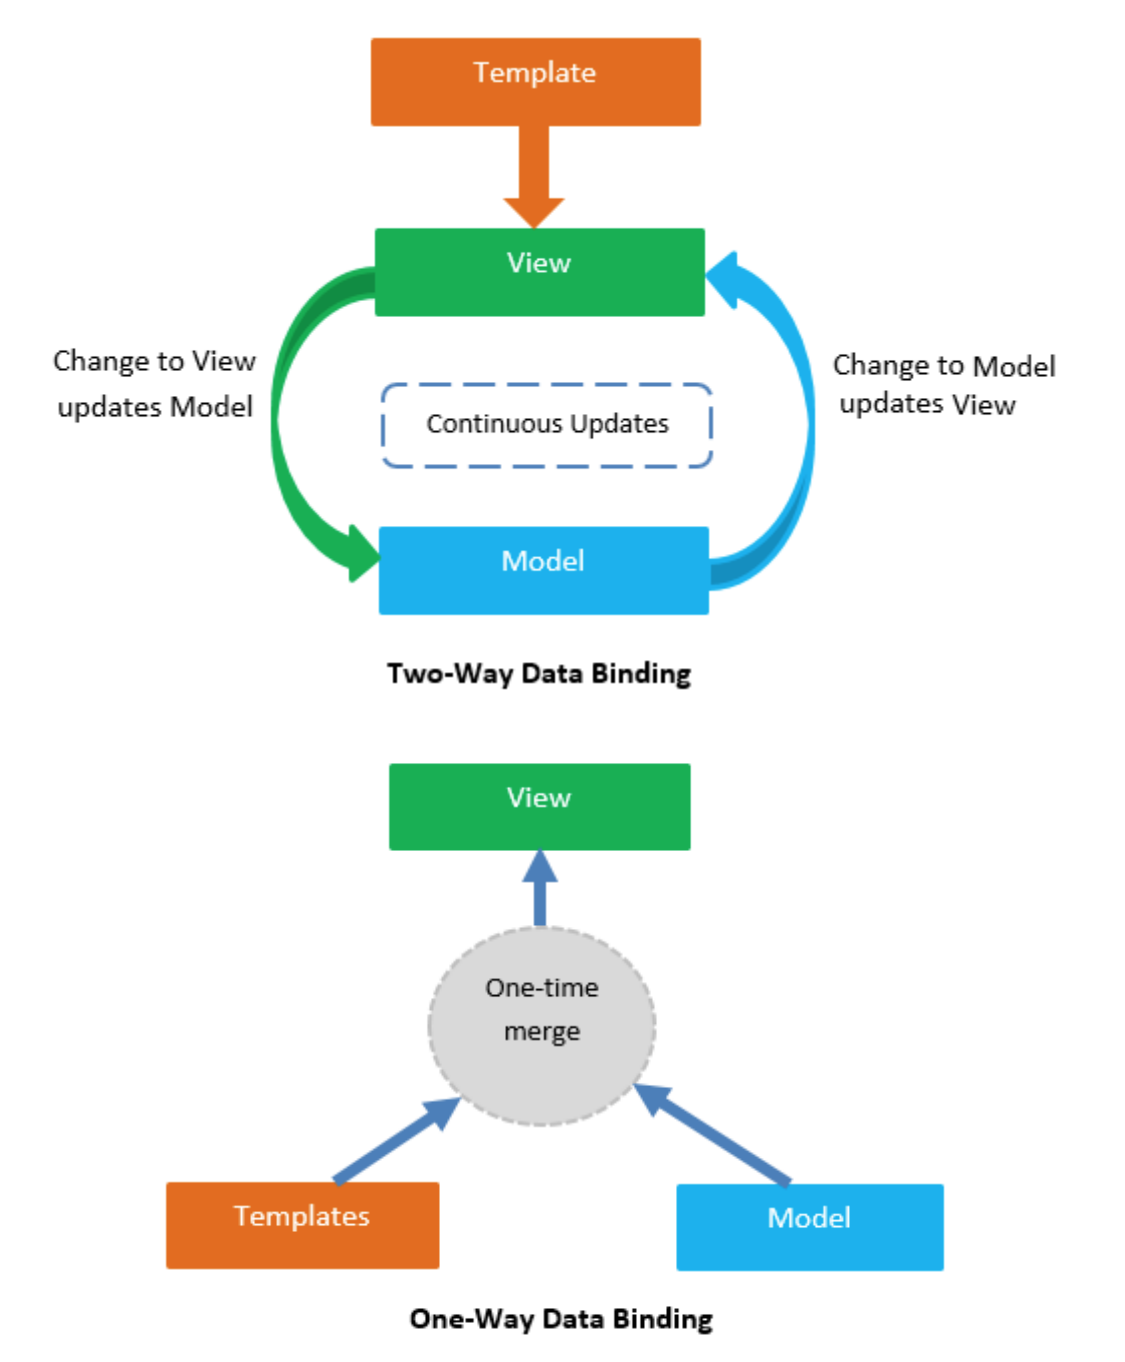 Template
View
Change to View
updates Model
Continuous Updates
Change to Model
updates View
Model
Two-Way Data Binding
View
One-time
merge
Templates
Model
One-Way Data Binding